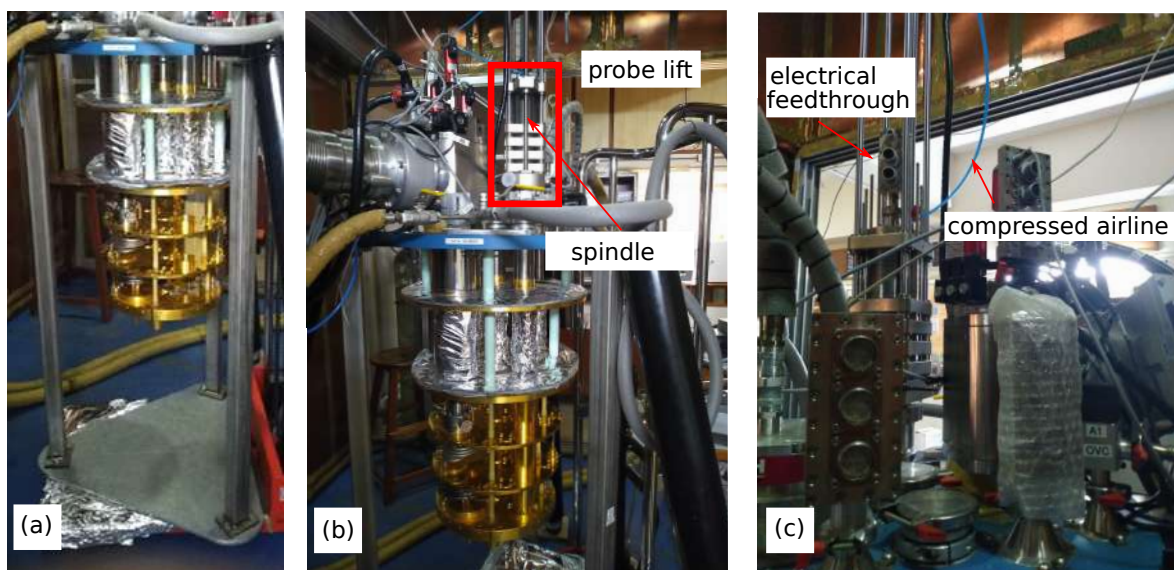 (a)
probe lift
spindle
(b)
electrical
feedthrough
compressed airline
A1
OVC
(c)